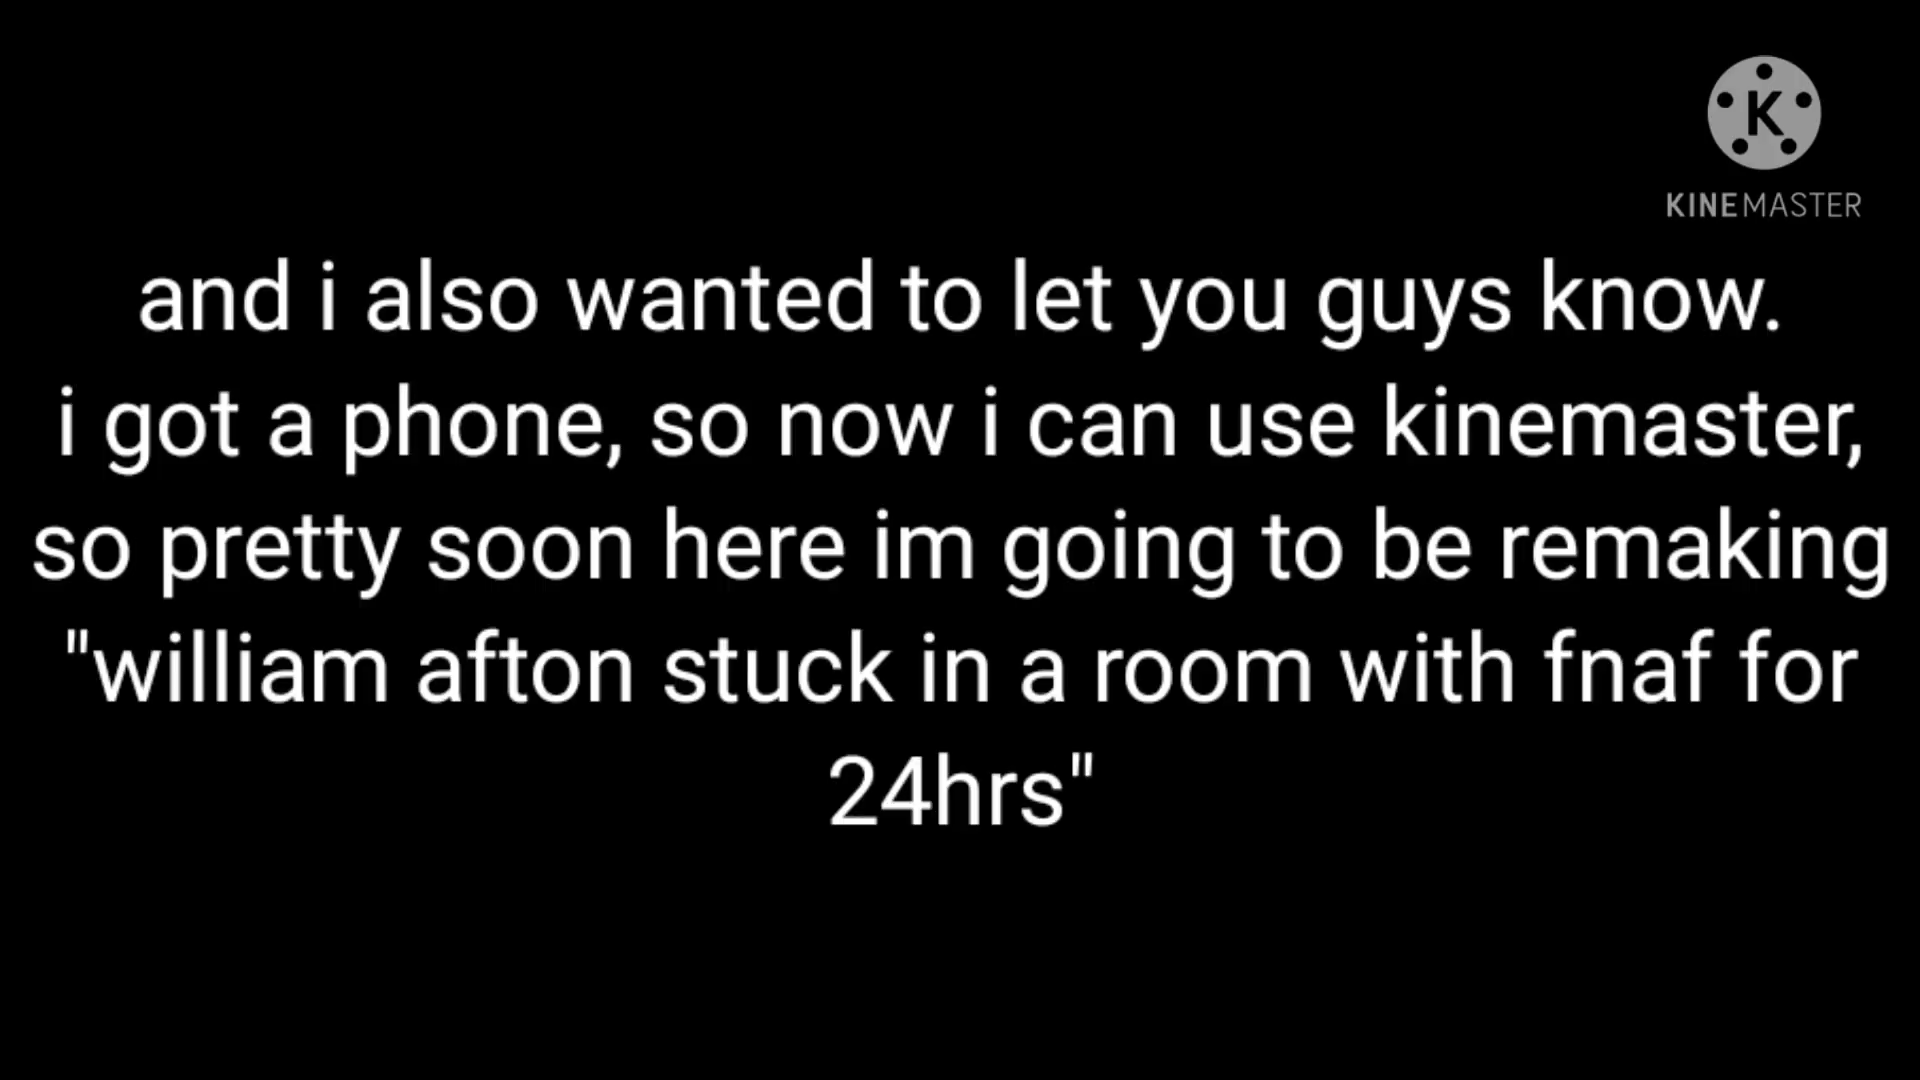 K
KINEMASTER
and i also wanted to let you guys know.
i got a phone, so now i can use kinemaster,
so pretty soon here im going to be remaking
"william afton stuck in a room with fnaf for
24hrs"